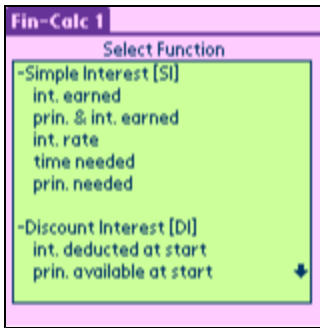 Fin-Calc 1
Select Function
-Simple Interest [SI]
int. earned
prin. & int. earned
int. rate
time needed
prin. needed
-Discount Interest [DI]
int. deducted at start
prin. available at start